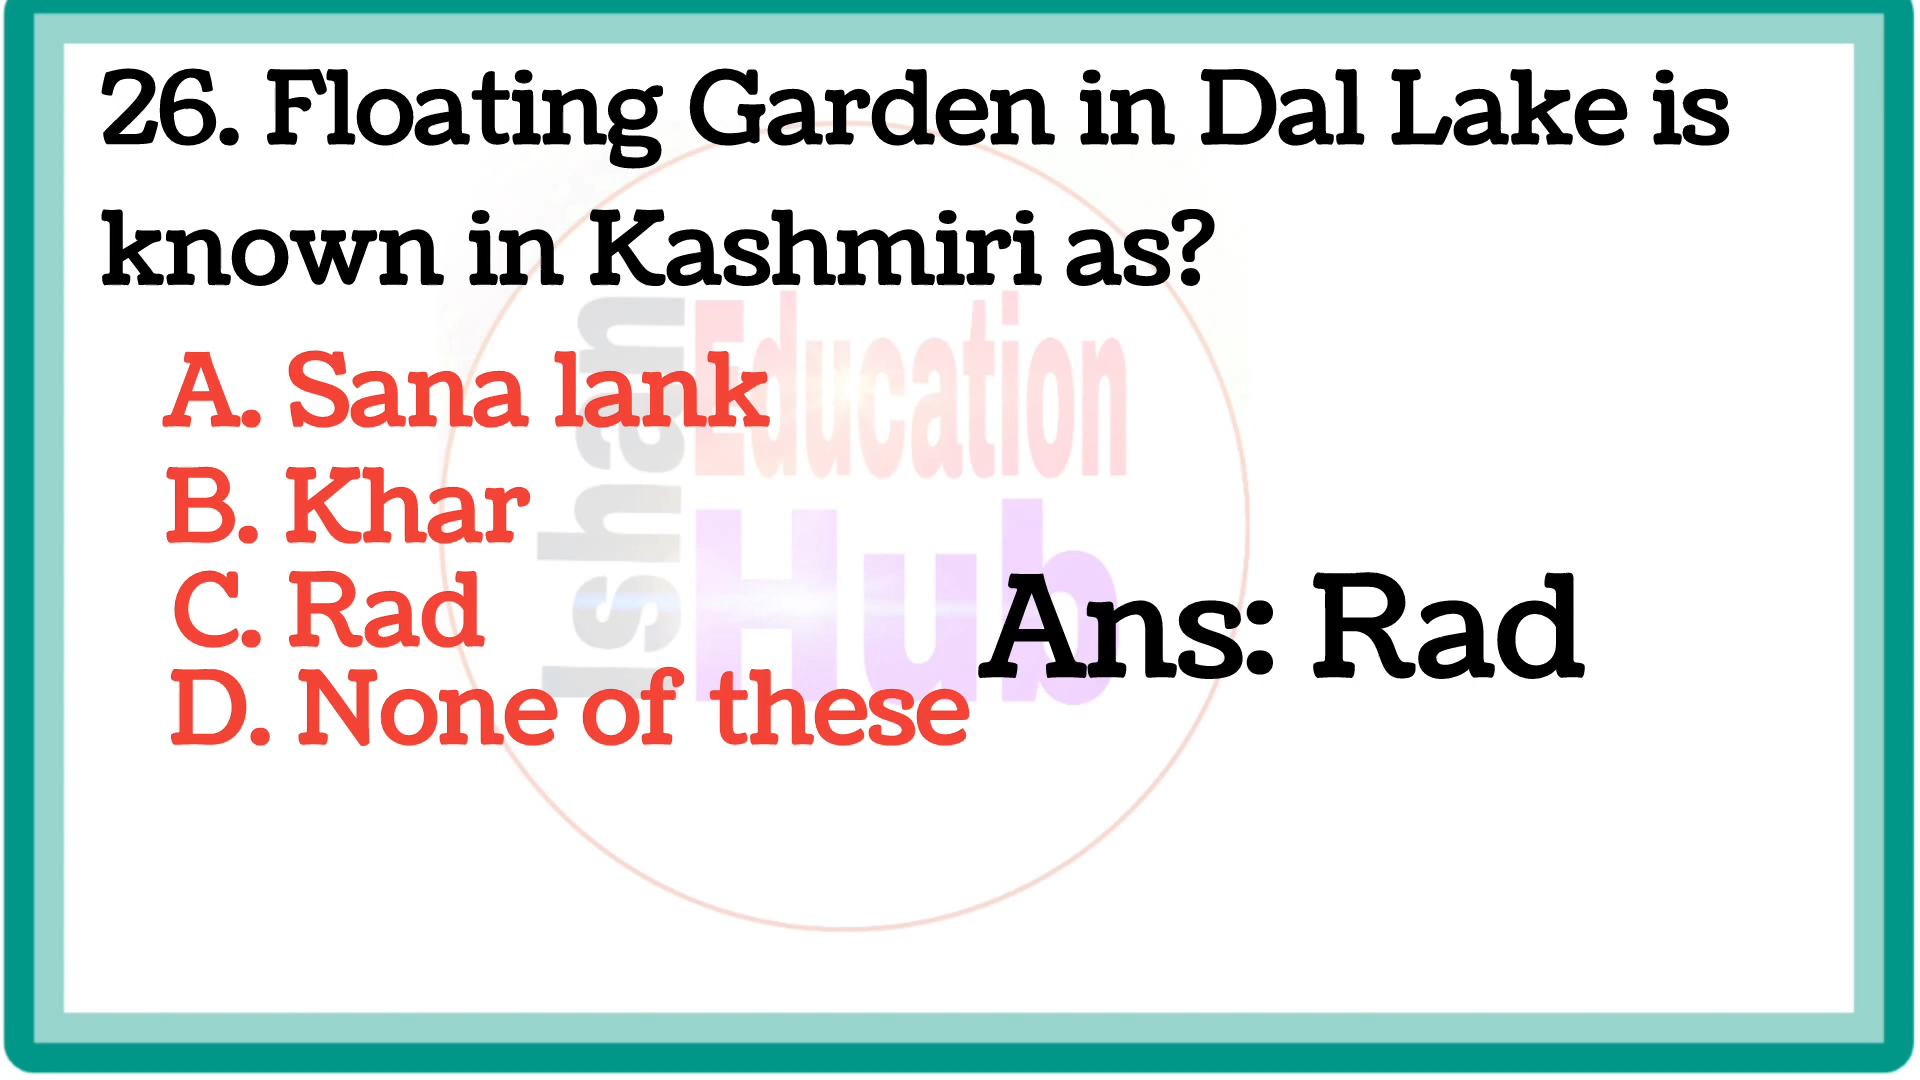 26. Floating Garden in Dal Lake is
known in Kashmiri as?
A. Sana lank
B. Khar
C. Rad
D. None of these
Ans: Rad
Ishan
Education
Hub